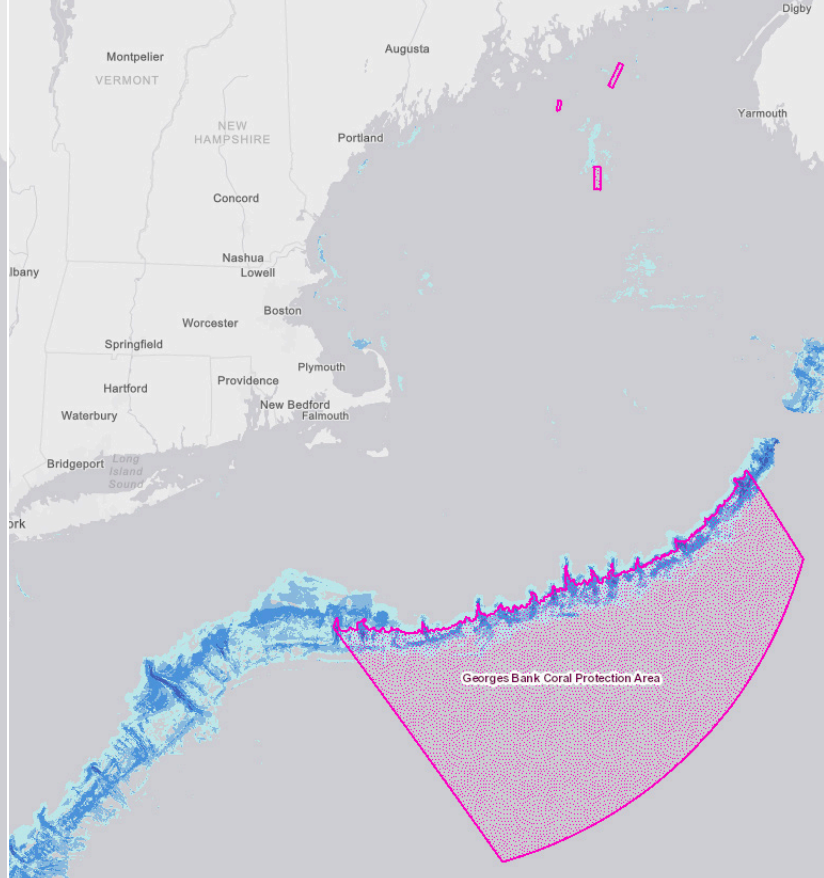 Digby
Augusta
Montpelier
VERMONT
Yarmouth
NEW
HAMPSHIRE
Portland
Concord
Nashua
lbany
Lowell
Boston
Worcester
Springfield
Plymouth
Providence
Hartford
New Bedford
Waterbury
Falmouth
Long
Island
Sound
Bridgeport
ork
Georges Bank Coral Protection Area